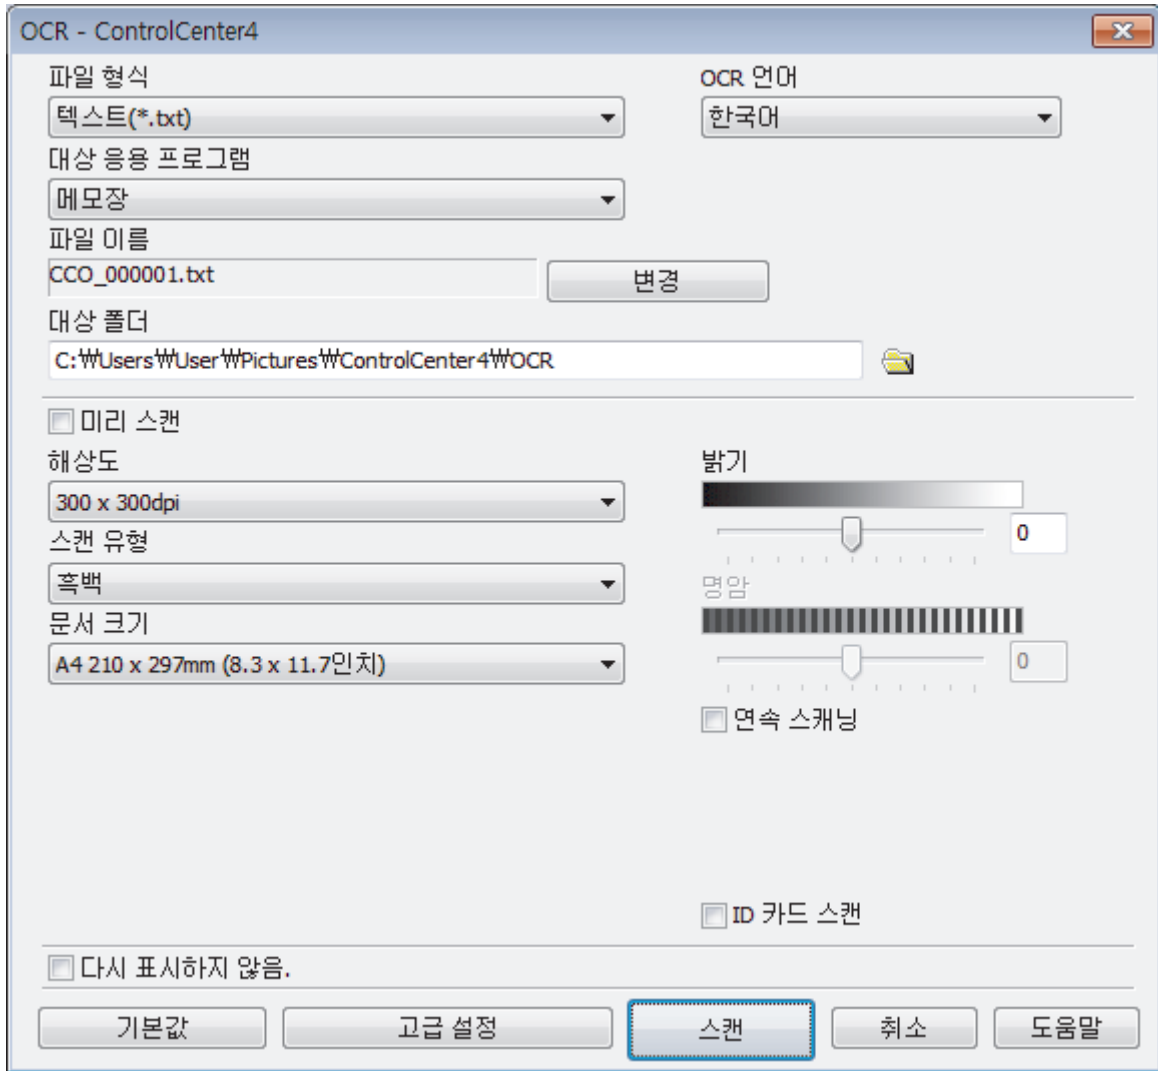 OCR - ControlCenter4
파일 형식
OCR 언어
텍스트(*.txt)
한국어
대상 응용 프로그램
메모장
파일 이름
CCO_000001.txt
변경
대상 폴더
C:₩Users₩User₩Pictures₩ControlCenter4₩OCR
미리 스캔
해상도
밝기
300 x 300dpi
0
스캔 유형
흑백
명암
문서 크기
A4 210 x 297mm (8.3 x 11.7인치)
0
연속 스캐닝
ID 카드 스캔
다시 표시하지 않음.
기본값
고급 설정
스캔
취소
도움말